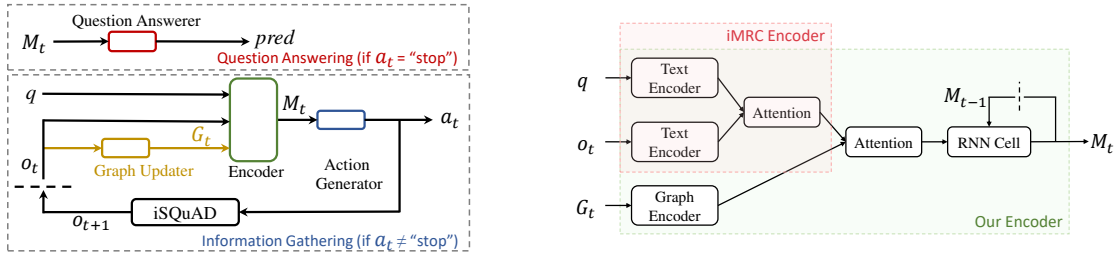 Question Answerer
M_t
pred
Question Answering (if a_t = “stop”)
q
M_t
a_t
G_t
o_t
Graph Updater
Encoder
Action
Generator
iSQuAD
o_{t+1}
Information Gathering (if a_t ≠ “stop”)
iMRC Encoder
q
Text
Encoder
Attention
M_{t-1}
o_t
Text
Encoder
Attention
RNN Cell
M_t
G_t
Graph
Encoder
Our Encoder